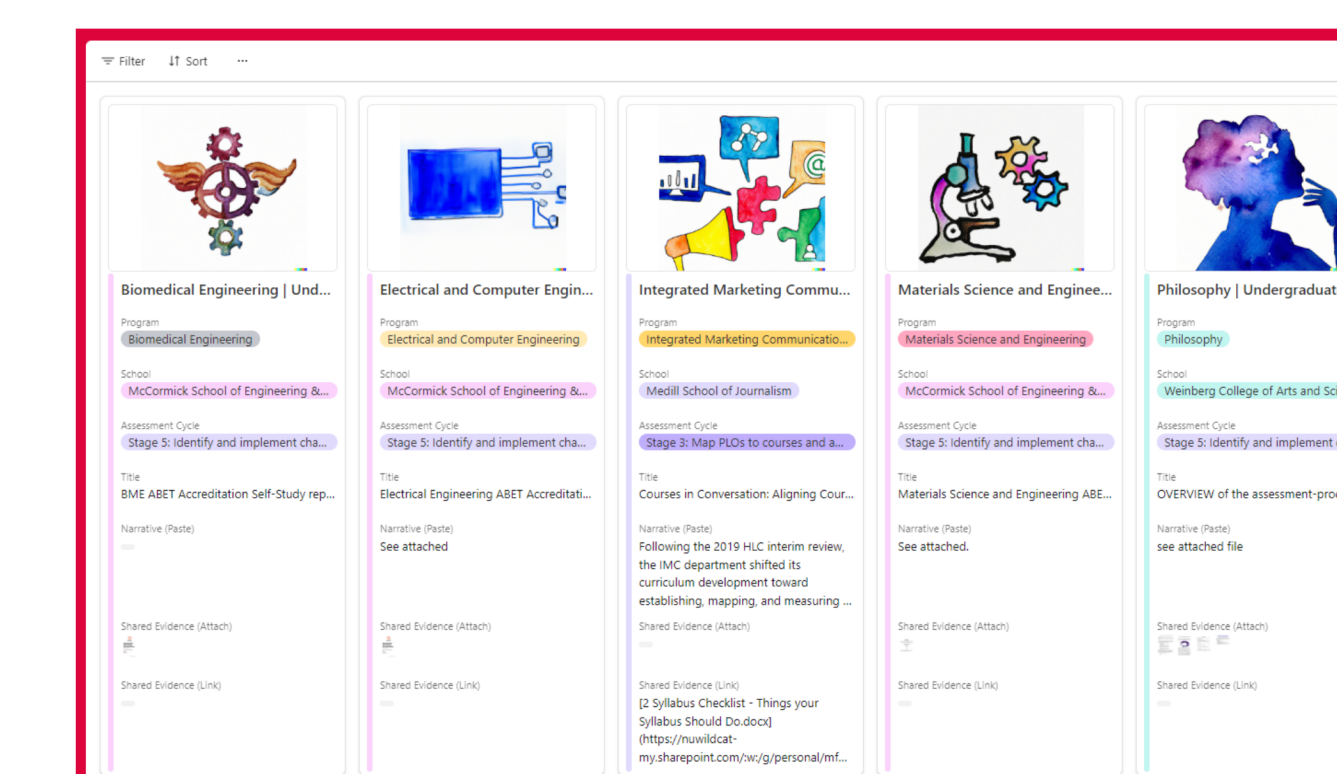 Filter Sort ...
Biomedical Engineering | Und...
Program
Biomedical Engineering
School
McCormick School of Engineering &...
Assessment Cycle
Stage 5: Identify and implement cha...
Title
BME ABET Accreditation Self-Study rep...
Narrative (Paste)
Shared Evidence (Attach)
Shared Evidence (Link)
Electrical and Computer Engin...
Program
Electrical and Computer Engineering
School
McCormick School of Engineering &...
Assessment Cycle
Stage 5: Identify and implement cha...
Title
Electrical Engineering ABET Accreditati...
Narrative (Paste)
See attached
Shared Evidence (Attach)
Shared Evidence (Link)
@
Integrated Marketing Commu...
Program
Integrated Marketing Communicatio...
School
Medill School of Journalism
Assessment Cycle
Stage 3: Map PLOs to courses and a...
Title
Courses in Conversation: Aligning Cour...
Narrative (Paste)
Following the 2019 HLC interim review,
the IMC department shifted its
curriculum development toward
establishing, mapping, and measuring ...
Shared Evidence (Attach)
Shared Evidence (Link)
[2 Syllabus Checklist - Things your
Syllabus Should Do.docx]
(https://nuwildcat-
my.sharepoint.com/:w:/g/personal/mf...
Materials Science and Enginee...
Program
Materials Science and Engineering
School
McCormick School of Engineering &...
Assessment Cycle
Stage 5: Identify and implement cha...
Title
Materials Science and Engineering ABE...
Narrative (Paste)
See attached.
Shared Evidence (Attach)
Shared Evidence (Link)
Philosophy | Undergraduat
Program
Philosophy
School
Weinberg College of Arts and Sci
Assessment Cycle
Stage 5: Identify and implement
Title
OVERVIEW of the assessment-pro
Narrative (Paste)
see attached file
Shared Evidence (Attach)
Shared Evidence (Link)